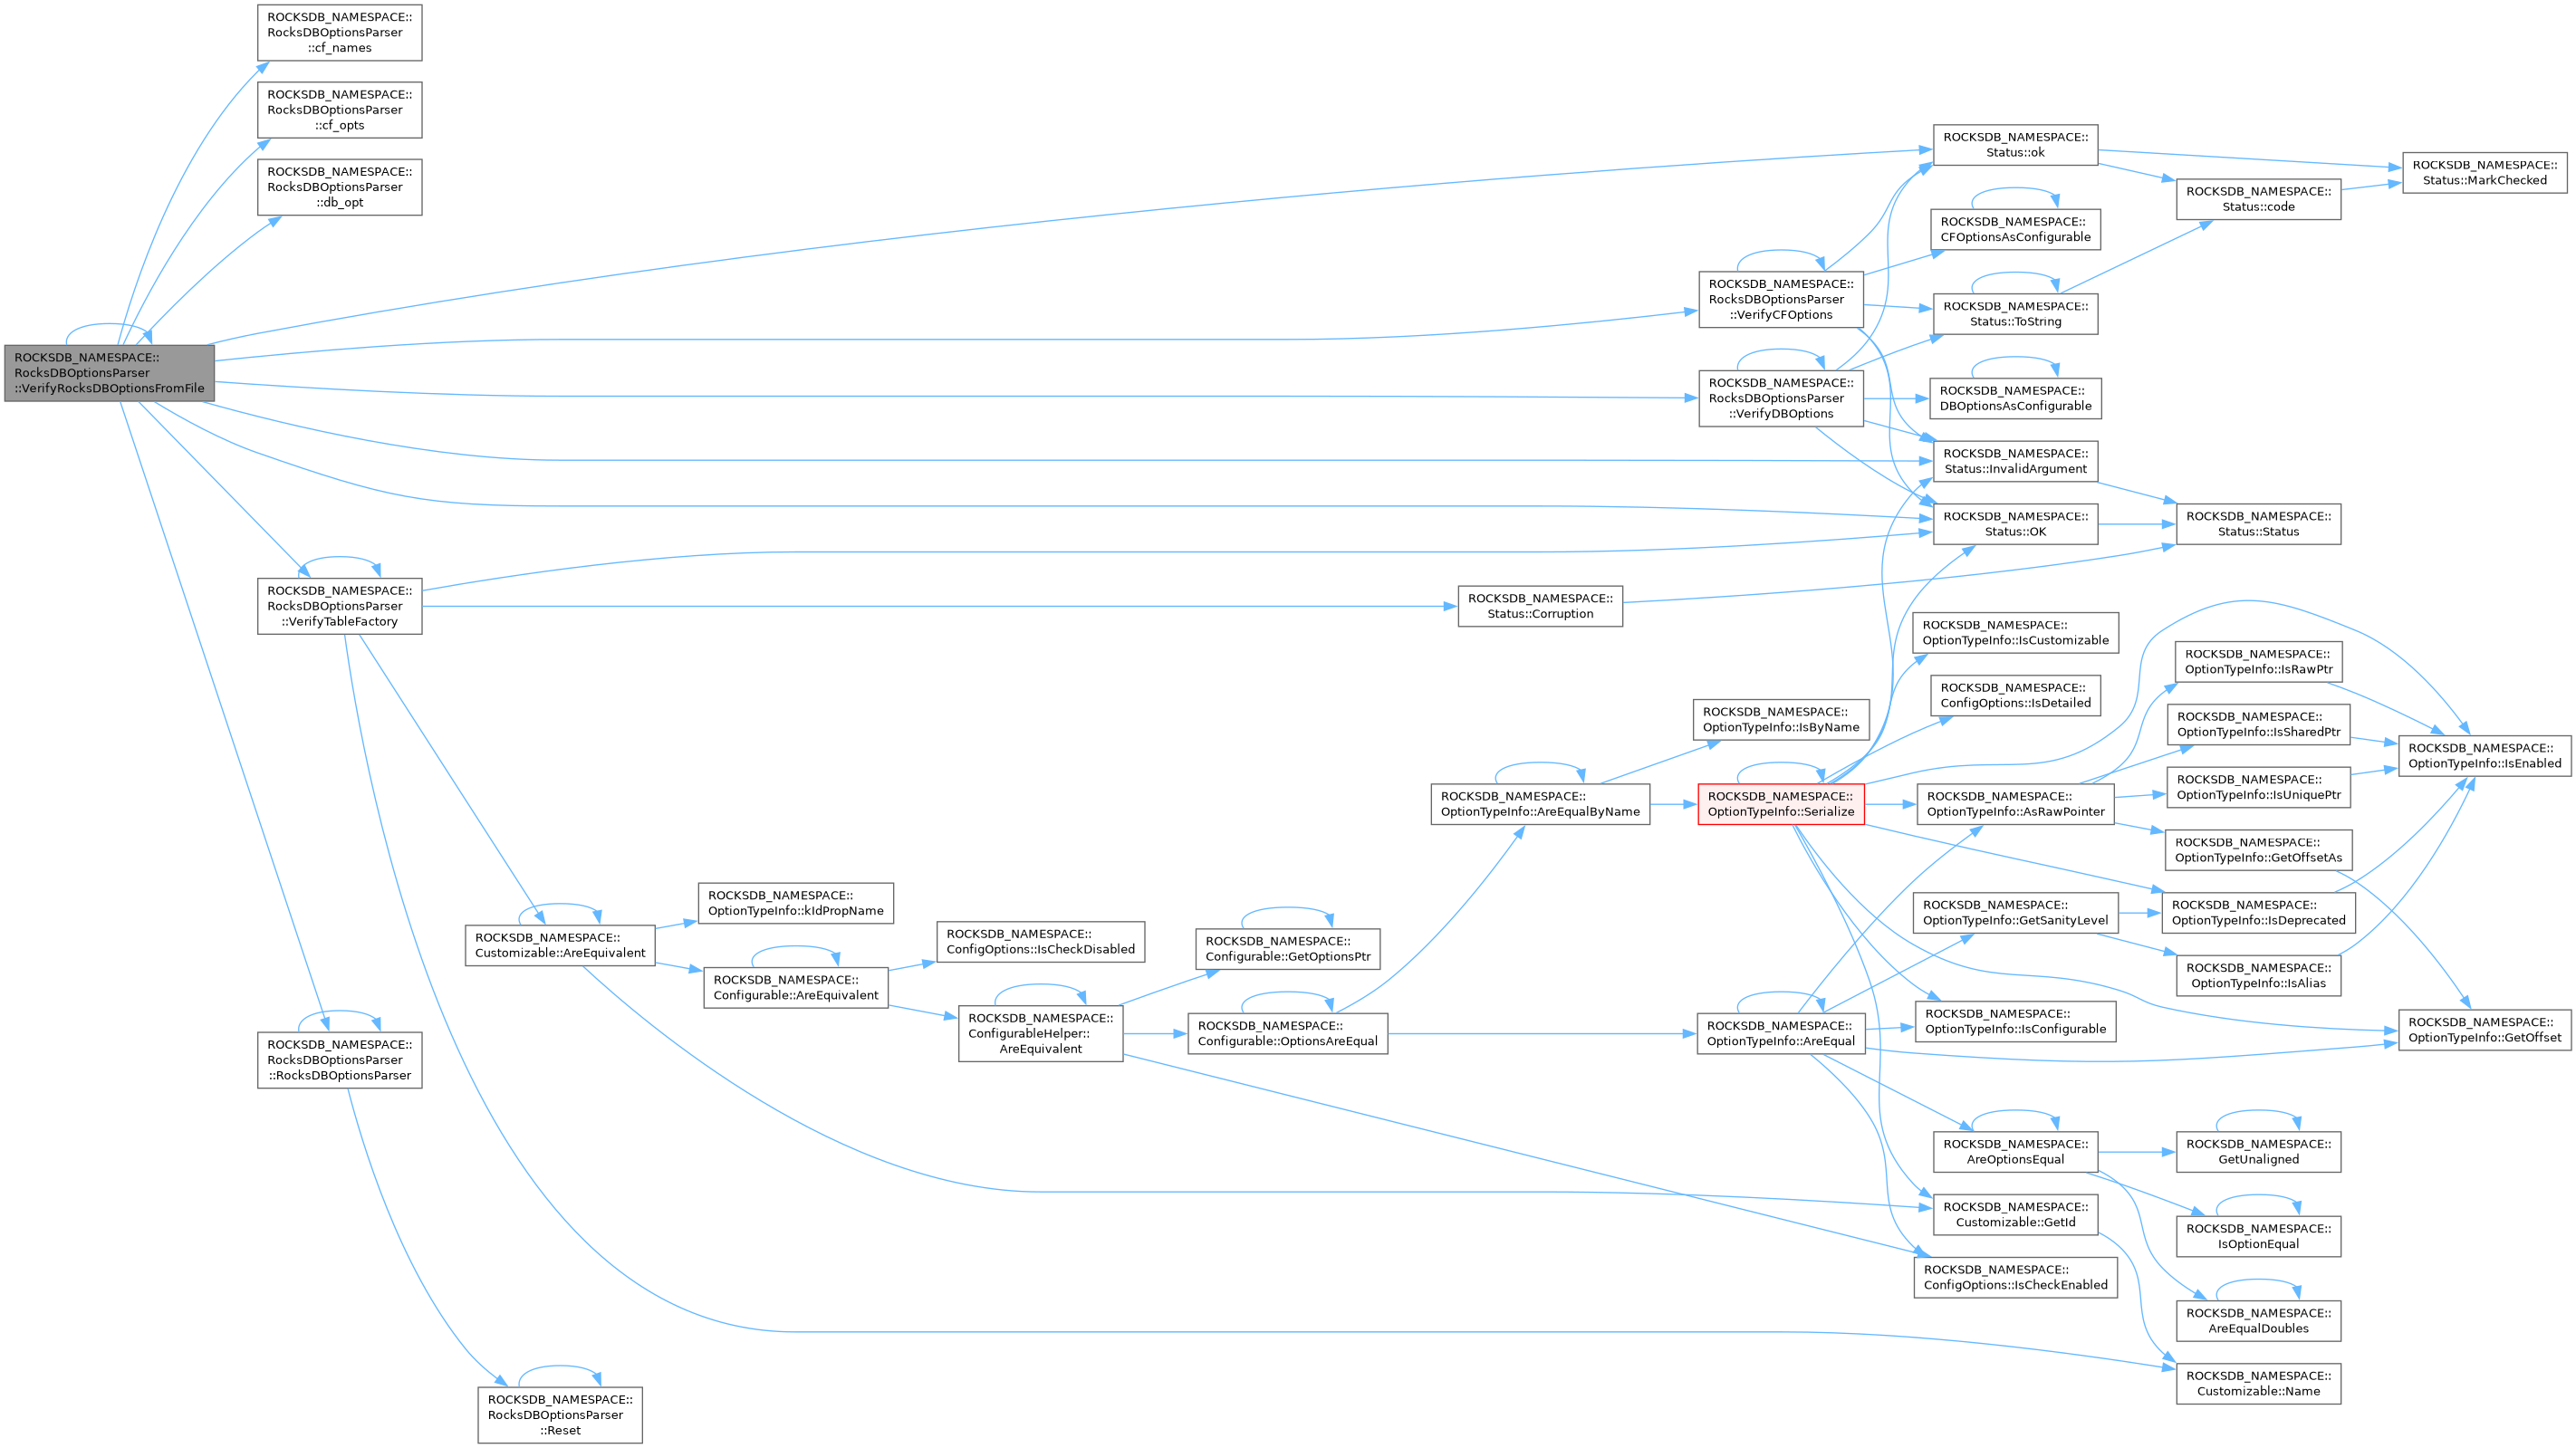 ROCKSDB_NAMESPACE::
RocksDBOptionsParser
::VerifyRocksDBOptionsFromFile
ROCKSDB_NAMESPACE::
RocksDBOptionsParser
::cf_names
ROCKSDB_NAMESPACE::
RocksDBOptionsParser
::cf_opts
ROCKSDB_NAMESPACE::
RocksDBOptionsParser
::db_opt
ROCKSDB_NAMESPACE::
RocksDBOptionsParser
::VerifyTableFactory
ROCKSDB_NAMESPACE::
RocksDBOptionsParser
::RocksDBOptionsParser
ROCKSDB_NAMESPACE::
RocksDBOptionsParser
::Reset
ROCKSDB_NAMESPACE::
Customizable::AreEquivalent
ROCKSDB_NAMESPACE::
OptionTypeInfo::kIdPropName
ROCKSDB_NAMESPACE::
Configurable::AreEquivalent
ROCKSDB_NAMESPACE::
ConfigOptions::IsCheckDisabled
ROCKSDB_NAMESPACE::
ConfigurableHelper::
AreEquivalent
ROCKSDB_NAMESPACE::
Configurable::GetOptionsPtr
ROCKSDB_NAMESPACE::
Configurable::OptionsAreEqual
ROCKSDB_NAMESPACE::
Status::Corruption
ROCKSDB_NAMESPACE::
OptionTypeInfo::AreEqualByName
ROCKSDB_NAMESPACE::
RocksDBOptionsParser
::VerifyCFOptions
ROCKSDB_NAMESPACE::
RocksDBOptionsParser
::VerifyDBOptions
ROCKSDB_NAMESPACE::
OptionTypeInfo::IsByName
ROCKSDB_NAMESPACE::
OptionTypeInfo::Serialize
ROCKSDB_NAMESPACE::
OptionTypeInfo::AreEqual
ROCKSDB_NAMESPACE::
Status::ok
ROCKSDB_NAMESPACE::
CFOptionsAsConfigurable
ROCKSDB_NAMESPACE::
Status::ToString
ROCKSDB_NAMESPACE::
DBOptionsAsConfigurable
ROCKSDB_NAMESPACE::
Status::InvalidArgument
ROCKSDB_NAMESPACE::
Status::OK
ROCKSDB_NAMESPACE::
OptionTypeInfo::IsCustomizable
ROCKSDB_NAMESPACE::
ConfigOptions::IsDetailed
ROCKSDB_NAMESPACE::
OptionTypeInfo::AsRawPointer
ROCKSDB_NAMESPACE::
OptionTypeInfo::GetSanityLevel
ROCKSDB_NAMESPACE::
OptionTypeInfo::IsConfigurable
ROCKSDB_NAMESPACE::
AreOptionsEqual
ROCKSDB_NAMESPACE::
Customizable::GetId
ROCKSDB_NAMESPACE::
ConfigOptions::IsCheckEnabled
ROCKSDB_NAMESPACE::
Status::code
ROCKSDB_NAMESPACE::
Status::Status
ROCKSDB_NAMESPACE::
OptionTypeInfo::IsRawPtr
ROCKSDB_NAMESPACE::
OptionTypeInfo::IsSharedPtr
ROCKSDB_NAMESPACE::
OptionTypeInfo::IsUniquePtr
ROCKSDB_NAMESPACE::
OptionTypeInfo::GetOffsetAs
ROCKSDB_NAMESPACE::
OptionTypeInfo::IsDeprecated
ROCKSDB_NAMESPACE::
OptionTypeInfo::IsAlias
ROCKSDB_NAMESPACE::
GetUnaligned
ROCKSDB_NAMESPACE::
IsOptionEqual
ROCKSDB_NAMESPACE::
AreEqualDoubles
ROCKSDB_NAMESPACE::
Customizable::Name
ROCKSDB_NAMESPACE::
Status::MarkChecked
ROCKSDB_NAMESPACE::
OptionTypeInfo::IsEnabled
ROCKSDB_NAMESPACE::
OptionTypeInfo::GetOffset